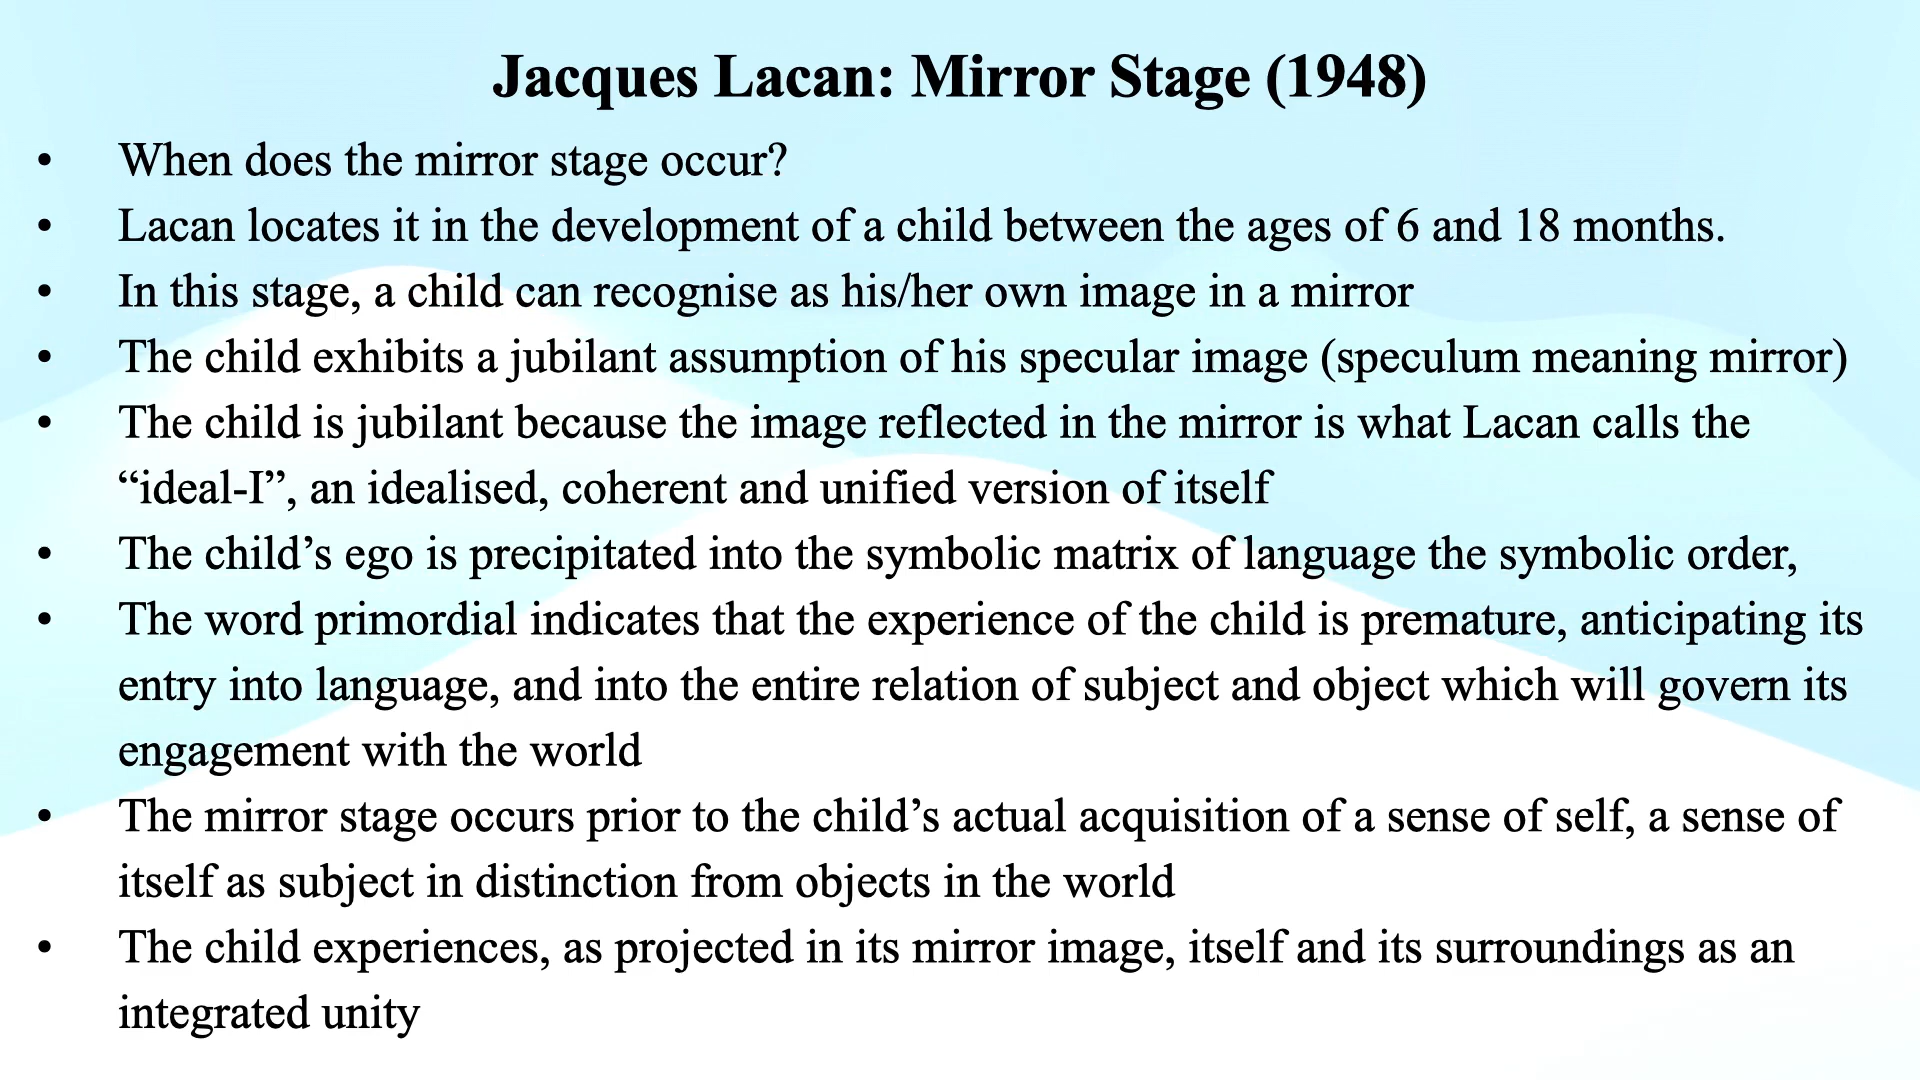 Jacques Lacan: Mirror Stage (1948)
• When does the mirror stage occur?
• Lacan locates it in the development of a child between the ages of 6 and 18 months.
• In this stage, a child can recognise as his/her own image in a mirror
• The child exhibits a jubilant assumption of his specular image (speculum meaning mirror)
• The child is jubilant because the image reflected in the mirror is what Lacan calls the
“ideal-I”, an idealised, coherent and unified version of itself
• The child’s ego is precipitated into the symbolic matrix of language the symbolic order,
• The word primordial indicates that the experience of the child is premature, anticipating its
entry into language, and into the entire relation of subject and object which will govern its
engagement with the world
• The mirror stage occurs prior to the child’s actual acquisition of a sense of self, a sense of
itself as subject in distinction from objects in the world
• The child experiences, as projected in its mirror image, itself and its surroundings as an
integrated unity